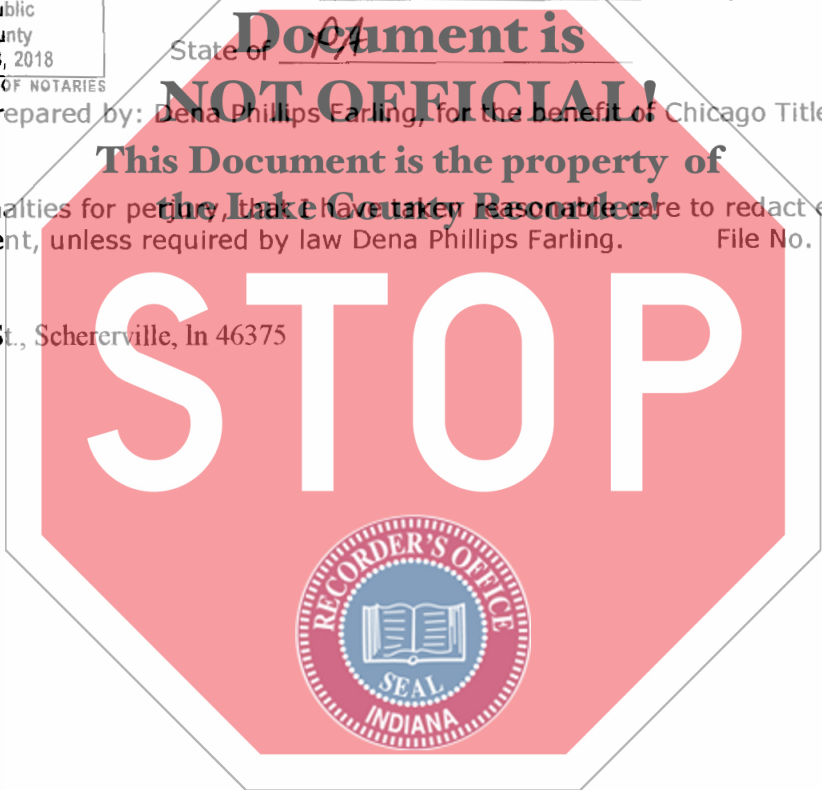 ublic
unty
, 2018
OF NOTARIES
State of PA
Document is
NOT OFFICIAL!
This Document is the property of
the Lake County Recorder!
epared by: Dena Phillips Farling, for the benefit of Chicago Title
alties for perjury, that I have taken reasonable care to redact e
nt, unless required by law Dena Phillips Farling. File No.
t., Schererville, In 46375
STOP
RECORDER'S OFFICE
SEAL
INDIANA